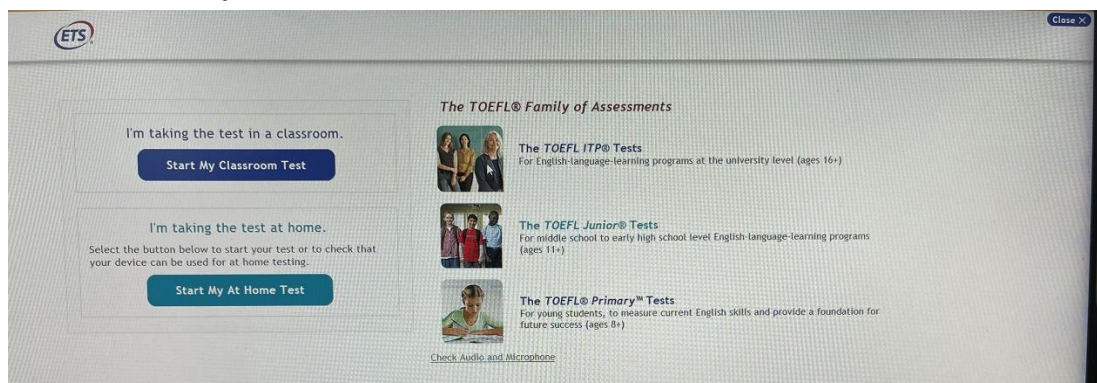 ETS
Close X
I'm taking the test in a classroom.
Start My Classroom Test
I'm taking the test at home.
Select the button below to start your test or to check that
your device can be used for at home testing.
Start My At Home Test
The TOEFL® Family of Assessments
The TOEFL ITP® Tests
For English-language-learning programs at the university level (ages 16+)
The TOEFL Junior® Tests
For middle school to early high school level English-language-learning programs
(ages 11+)
The TOEFL® Primary™ Tests
For young students, to measure current English skills and provide a foundation for
future success (ages 8+)
Check Audio and Microphone